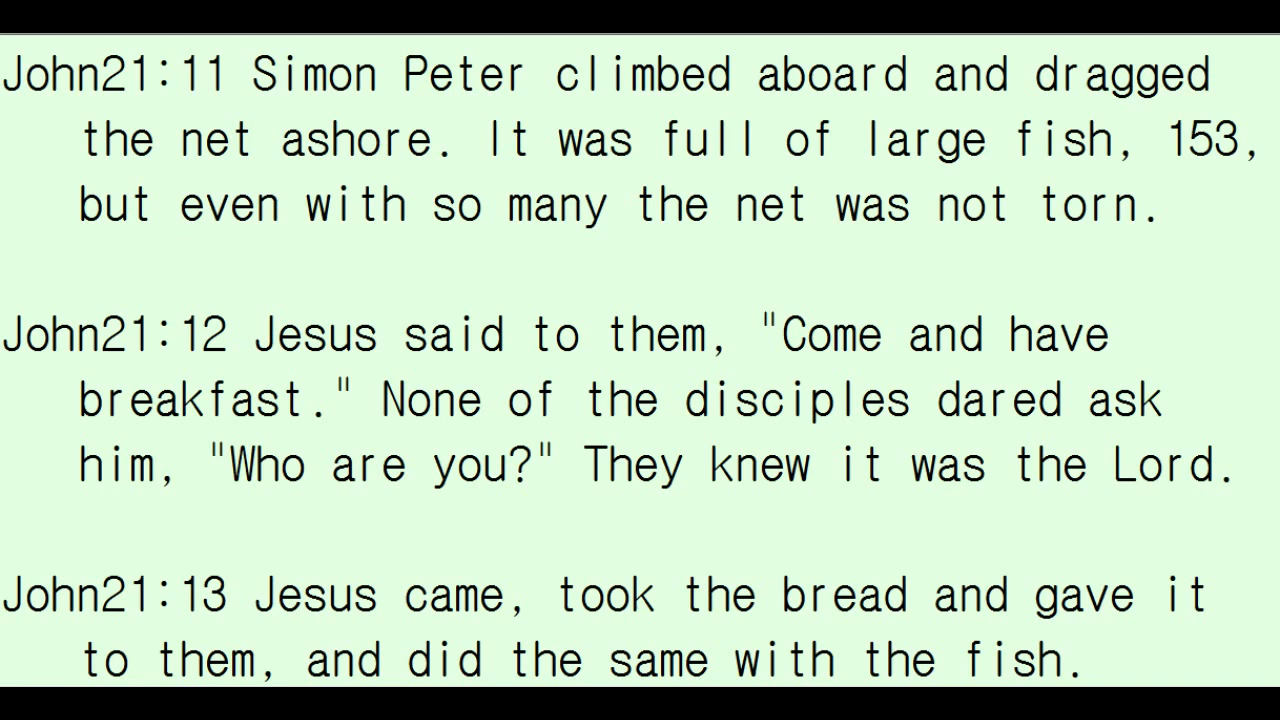 John21:11 Simon Peter climbed aboard and dragged
the net ashore. It was full of large fish, 153,
but even with so many the net was not torn.
John21:12 Jesus said to them, "Come and have
breakfast." None of the disciples dared ask
him, "Who are you?" They knew it was the Lord.
John21:13 Jesus came, took the bread and gave it
to them, and did the same with the fish.